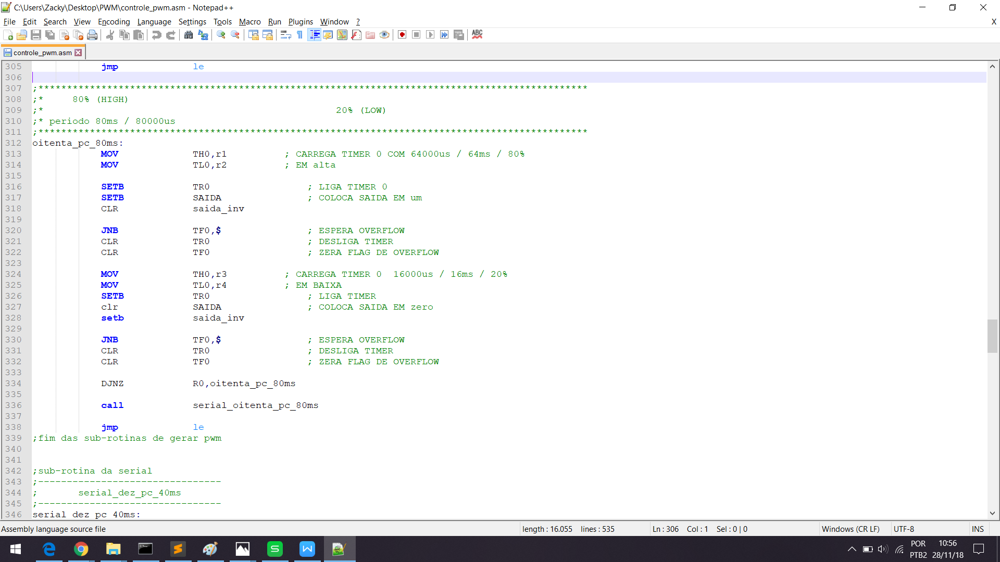 C:\Users\Zacky\Desktop\PWM\controle_pwm.asm - Notepad++
File Edit Search View Encoding Language Settings Tools Macro Run Plugins Window ? X
ABC
controle_pwm.asm
305 jmp le
306
307 ;************************************************************************************************
308 ;* 80% (HIGH)
309 ;* 20% (LOW)
310 ;* periodo 80ms / 80000us
311 ;************************************************************************************************
312 oitenta_pc_80ms:
313 MOV TH0,r1 ; CARREGA TIMER 0 COM 64000us / 64ms / 80%
314 MOV TL0,r2 ; EM alta
315
316 SETB TR0 ; LIGA TIMER 0
317 SETB SAIDA ; COLOCA SAIDA EM um
318 CLR saida_inv
319
320 JNB TF0,$ ; ESPERA OVERFLOW
321 CLR TR0 ; DESLIGA TIMER
322 CLR TF0 ; ZERA FLAG DE OVERFLOW
323
324 MOV TH0,r3 ; CARREGA TIMER 0 16000us / 16ms / 20%
325 MOV TL0,r4 ; EM BAIXA
326 SETB TR0 ; LIGA TIMER
327 clr SAIDA ; COLOCA SAIDA EM zero
328 setb saida_inv
329
330 JNB TF0,$ ; ESPERA OVERFLOW
331 CLR TR0 ; DESLIGA TIMER
332 CLR TF0 ; ZERA FLAG DE OVERFLOW
333
334 DJNZ R0,oitenta_pc_80ms
335
336 call serial_oitenta_pc_80ms
337
338 jmp le
339 ;fim das sub-rotinas de gerar pwm
340
341
342 ;sub-rotina da serial
343 ;--------------------------------
344 ; serial_dez_pc_40ms
345 ;--------------------------------
346 serial_dez_pc_40ms:
Assembly language source file length : 16.055 lines : 535 Ln : 306 Col : 1 Sel : 0 | 0 Windows (CR LF) UTF-8 INS
POR 10:56
PTB2 28/11/18